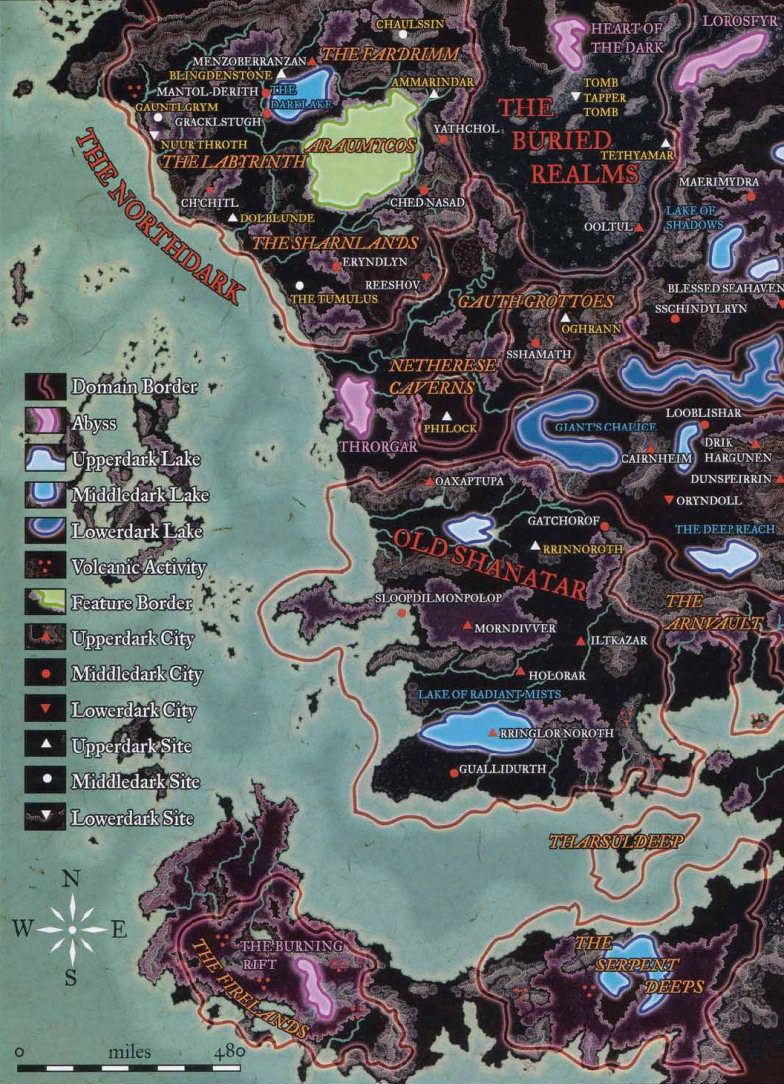 CHAULSSIN
HEART OF
THE DARK
LOROSFYR
MENZOBERRANZAN
THE FARDRIMM
BLINGDENSTONE
AMMARINDAR
MANTOL-DERITH
THE
DARKLAKE
TOMB
TAPPER
TOMB
GAUNTLGRYM
GRACKLSTUGH
THE
BURIED
REALMS
YATHCHOL
NUUR THROTH
ARAUMYCOS
TETHYAMAR
THE LABYRINTH
THE NORTHDARK
MAERIMYDRA
CH'CHITL
CHED NASAD
DOLBLUNDE
LAKE OF
SHADOWS
OOLTUL
THE SHARNLANDS
ERYNDLYN
REESHOV
THE TUMULUS
BLESSED SEAHAVEN
GAUTH GROTTOES
OGHRANN
SSCHINDYLRYN
SSHAMATH
NETHERESE
CAVERNS
Domain Border
Abyss
Upperdark Lake
Middledark Lake
Lowerdark Lake
Volcanic Activity
Feature Border
Upperdark City
Middledark City
Lowerdark City
Upperdark Site
Middledark Site
Lowerdark Site
THRORGAR
PHILOCK
GIANT'S CHALICE
LOOBLISHAR
DRIK
HARGUNEN
CAIRNHEIM
DUNSPEIRRIN
OAXAPTUPA
ORYNDOLL
GATCHOROF
THE DEEP REACH
OLD SHANATAR
RRINNOROTH
SLOOPDILMONPOLOP
THE
ARNVAULT
MORNDIVVER
ILTKAZAR
HOLORAR
LAKE OF RADIANT MISTS
RRINGLOR NOROTH
GUALLIDURTH
THARSULDEEP
N
W
E
S
THE BURNING
RIFT
THE FIRELANDS
THE
SERPENT
DEEPS
0 miles 480